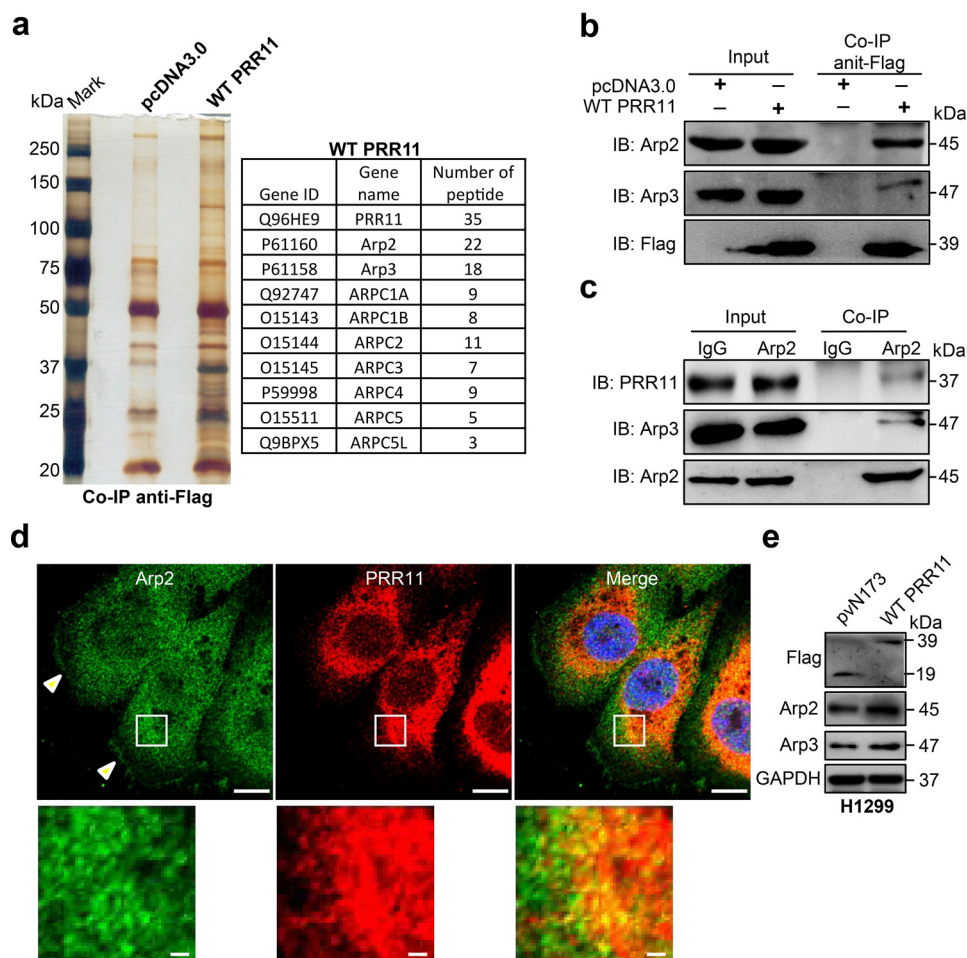 a
kDa
Mark
pcDNA3.0
WT PRR11
250
150
100
75
50
37
25
20
Co-IP anti-Flag
WT PRR11
Gene ID Gene name Number of peptide
Q96HE9 PRR11 35
P61160 Arp2 22
P61158 Arp3 18
Q92747 ARPC1A 9
O15143 ARPC1B 8
O15144 ARPC2 11
O15145 ARPC3 7
P59998 ARPC4 9
O15511 ARPC5 5
Q9BPX5 ARPC5L 3
b
Input
Co-IP
anit-Flag
pcDNA3.0 + – + –
WT PRR11 – + – +
kDa
IB: Arp2 45
IB: Arp3 47
IB: Flag 39
c
Input Co-IP
IgG Arp2 IgG Arp2 kDa
IB: PRR11 37
IB: Arp3 47
IB: Arp2 45
d
Arp2 PRR11 Merge
e
pvN173
WT PRR11
kDa
Flag 39
19
Arp2 45
Arp3 47
GAPDH 37
H1299